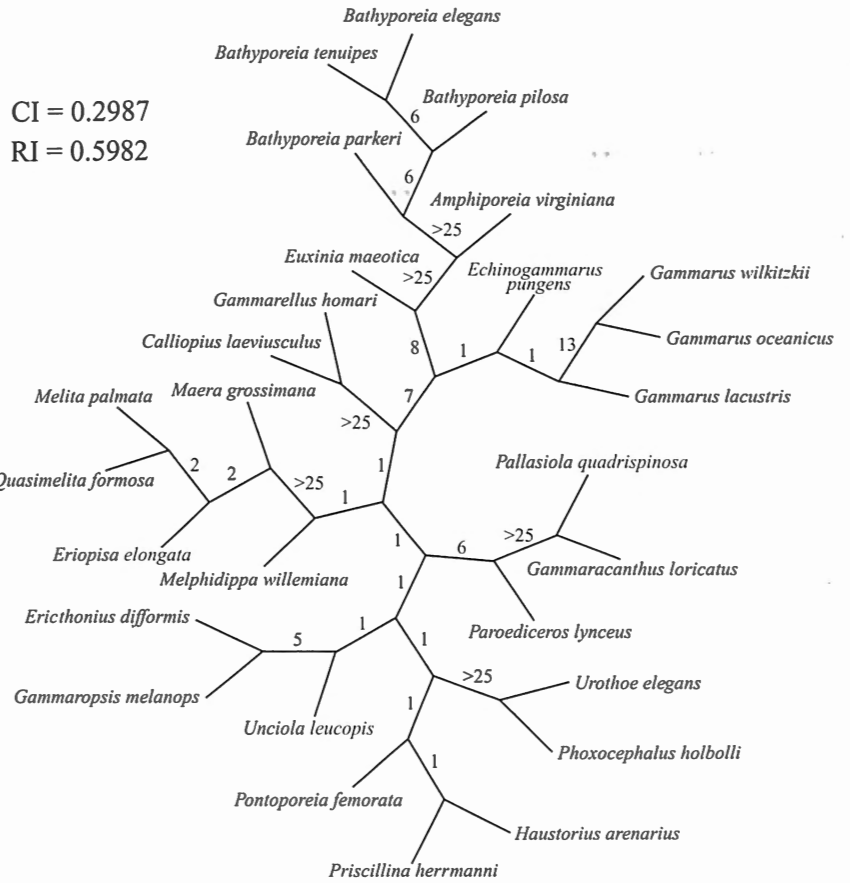 Bathyporeia elegans
Bathyporeia tenuipes
CI = 0.2987
Bathyporeia pilosa
6
RI = 0.5982
Bathyporeia parkeri
6
Amphiporeia virginiana
>25
Euxinia maeotica
>25
Echinogammarus
pungens
Gammarus wilkitzkii
Gammarellus homari
Calliopius laeviusculus
8
1
1
13
Gammarus oceanicus
Melita palmata
Maera grossimana
7
Gammarus lacustris
>25
Quasimelita formosa
2
2
>25
1
1
Pallasiola quadrispinosa
Eriopisa elongata
Melphidippa willemiana
1
6
>25
Gammaracanthus loricatus
1
Ericthonius difformis
5
1
1
Paroediceros lynceus
Gammaropsis melanops
Unciola leucopis
>25
Urothoe elegans
1
Phoxocephalus holbolli
1
Pontoporeia femorata
Haustorius arenarius
Priscillina herrmanni